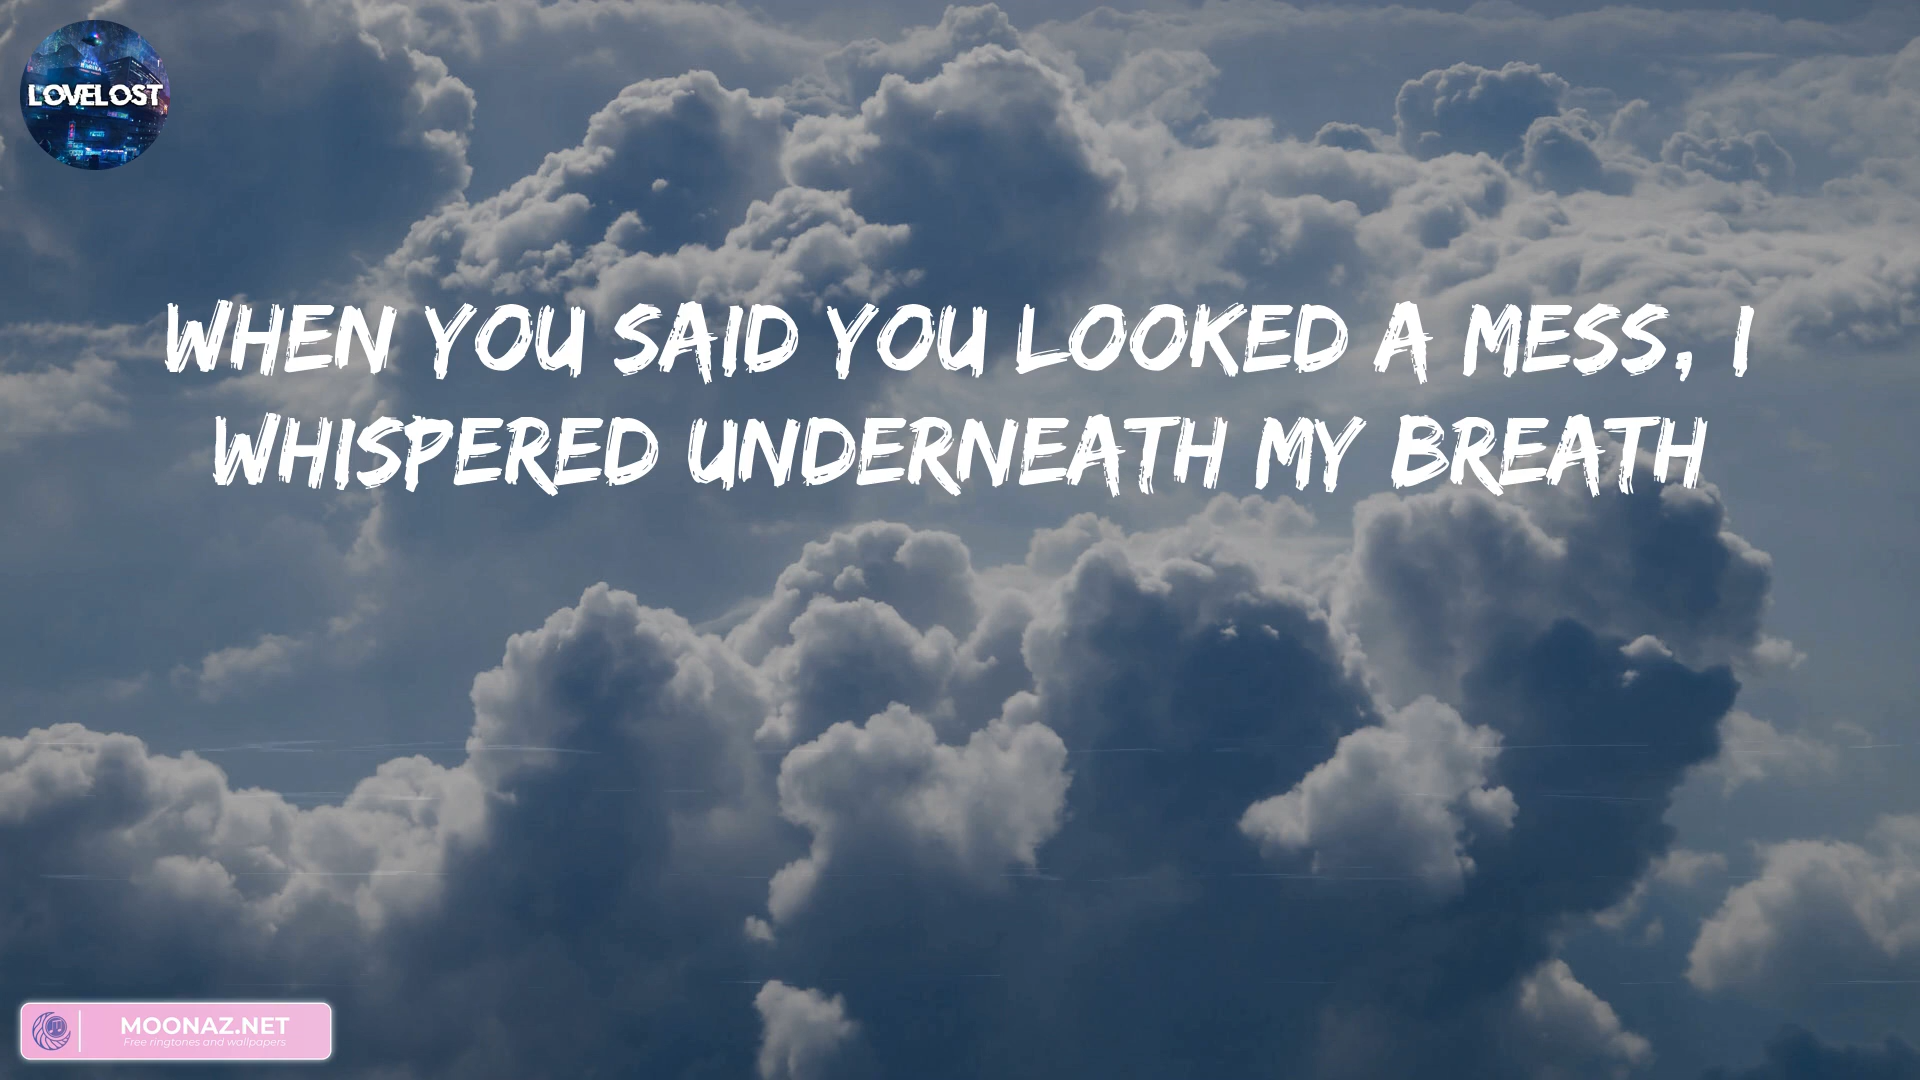 LOVELOST
WHEN YOU SAID YOU LOOKED A MESS, I
WHISPERED UNDERNEATH MY BREATH
MOONAZ.NET
Free ringtones and wallpapers